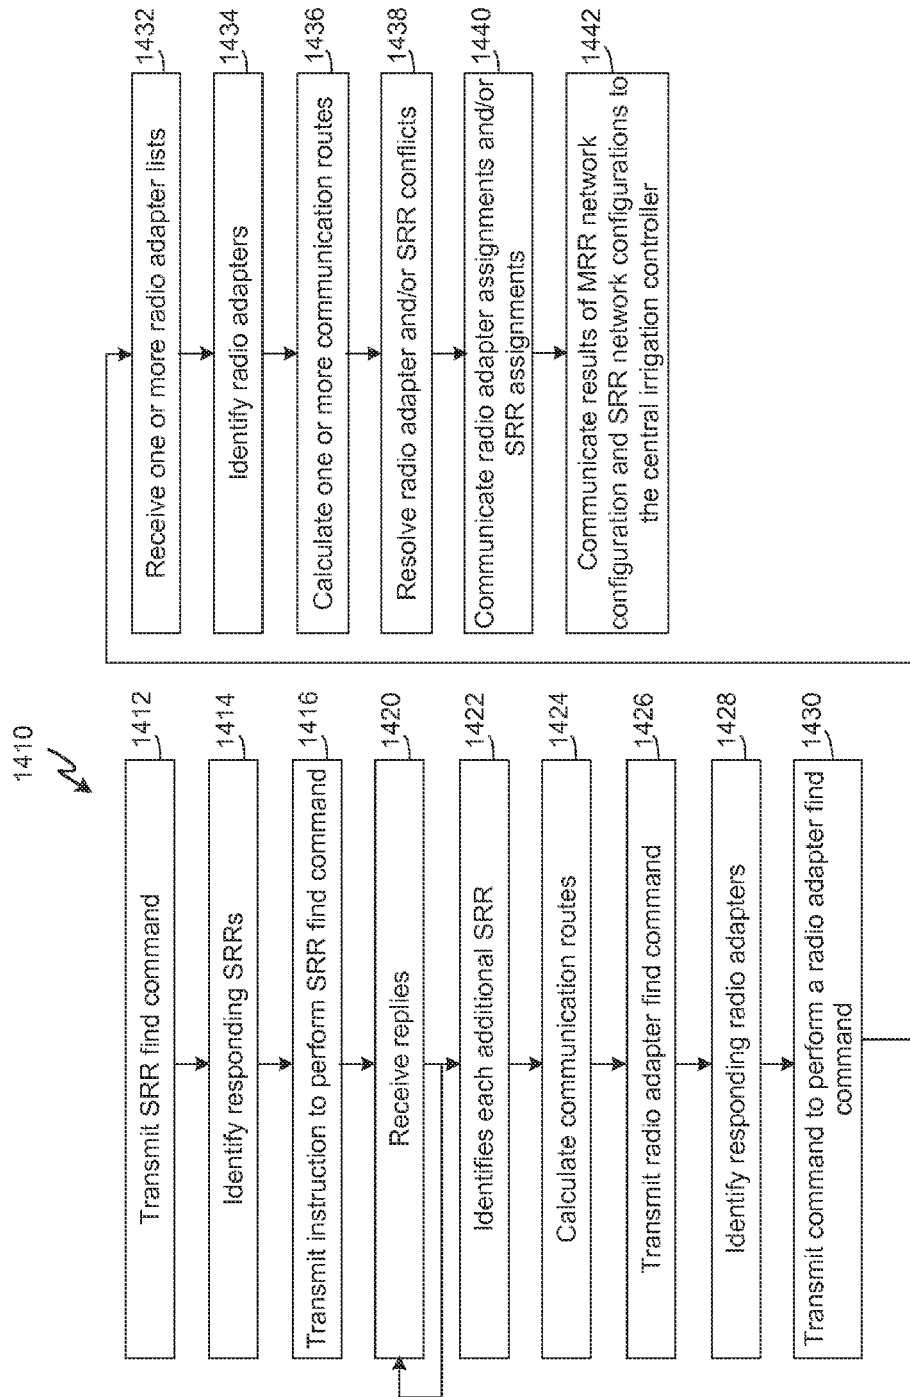 1410
Transmit SRR find command
1412
Identify responding SRRs
1414
Transmit instruction to perform SRR find command
1416
Receive replies
1420
Identifies each additional SRR
1422
Calculate communication routes
1424
Transmit radio adapter find command
1426
Identify responding radio adapters
1428
Transmit command to perform a radio adapter find
command
1430
Receive one or more radio adapter lists
1432
Identify radio adapters
1434
Calculate one or more communication routes
1436
Resolve radio adapter and/or SRR conflicts
1438
Communicate radio adapter assignments and/or
SRR assignments
1440
Communicate results of MRR network
configuration and SRR network configurations to
the central irrigation controller
1442